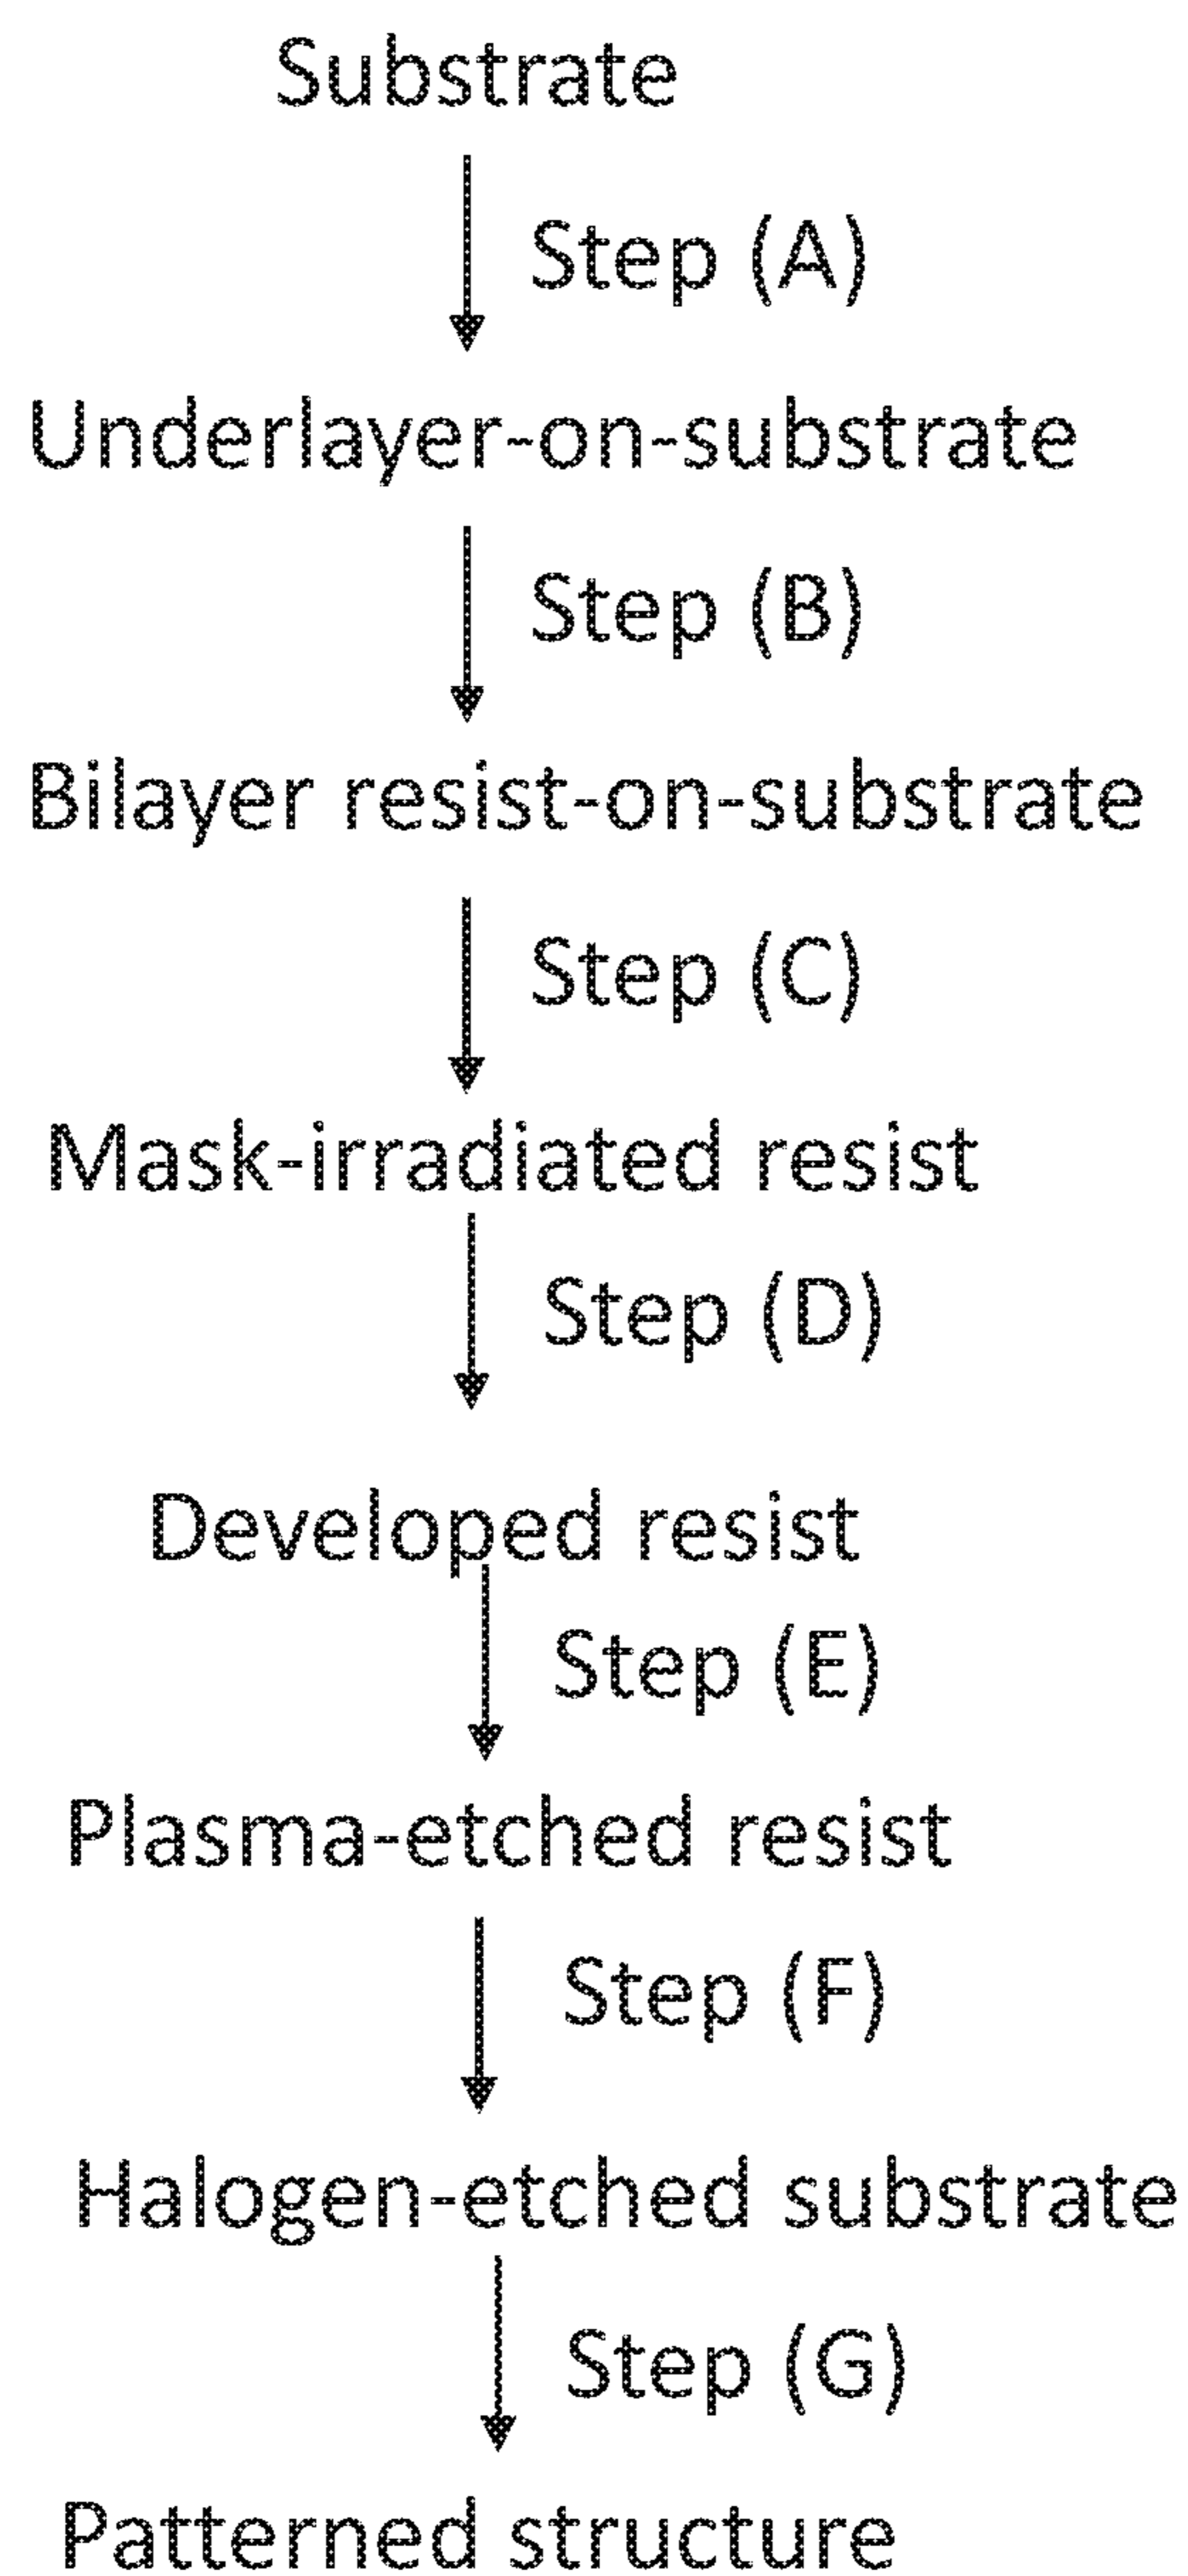 Substrate
Step (A)
Underlayer-on-substrate
Step (B)
Bilayer resist-on-substrate
Step (C)
Mask-irradiated resist
Step (D)
Developed resist
Step (E)
Plasma-etched resist
Step (F)
Halogen-etched substrate
Step (G)
Patterned structure